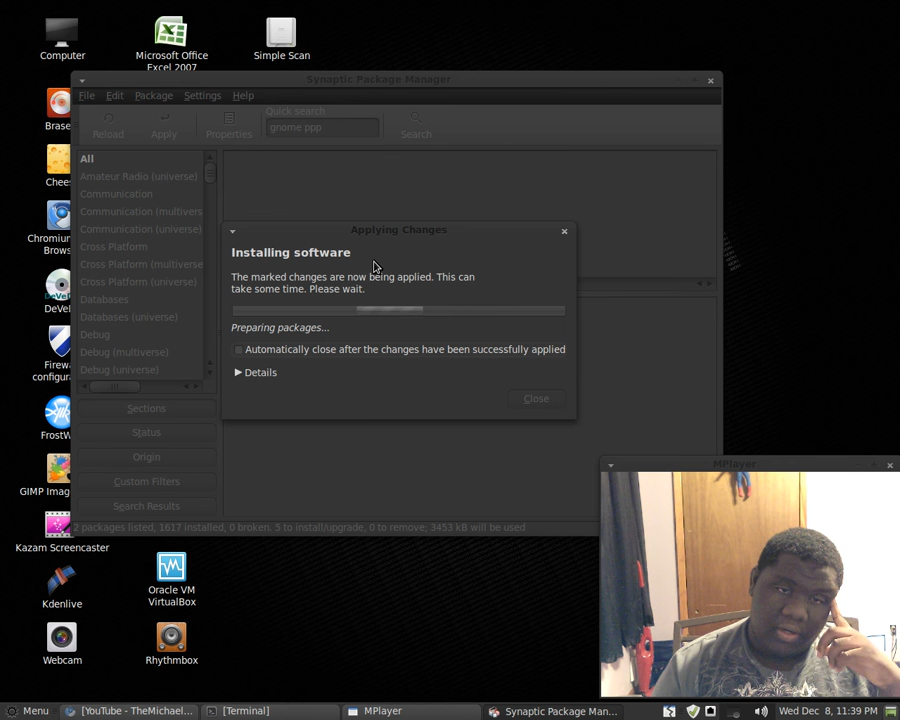 Computer
Microsoft Office
Excel 2007
Simple Scan
Synaptic Package Manager
File Edit Package Settings Help
Reload
Apply
Properties
Quick search
gnome ppp
Search
All
Amateur Radio (universe)
Communication
Communication (multivers
Communication (universe)
Cross Platform
Cross Platform (multiverse
Cross Platform (universe)
Databases
Databases (universe)
Debug
Debug (multiverse)
Debug (universe)
Sections
Status
Origin
Custom Filters
Search Results
2 packages listed, 1617 installed, 0 broken. 5 to install/upgrade, 0 to remove; 3453 kB will be used
Applying Changes
Installing software
The marked changes are now being applied. This can
take some time. Please wait.
Preparing packages...
Automatically close after the changes have been successfully applied
Details
Close
Brase
Chees
Chromium
Brows
DeVeD
DeVeL
Firew
configura
FrostW
GIMP Imag
Kazam Screencaster
Kdenlive
Oracle VM
VirtualBox
Webcam
Rhythmbox
MPlayer
Menu
[YouTube - TheMichael...
[Terminal]
MPlayer
Synaptic Package Man...
Wed Dec 8, 11:39 PM